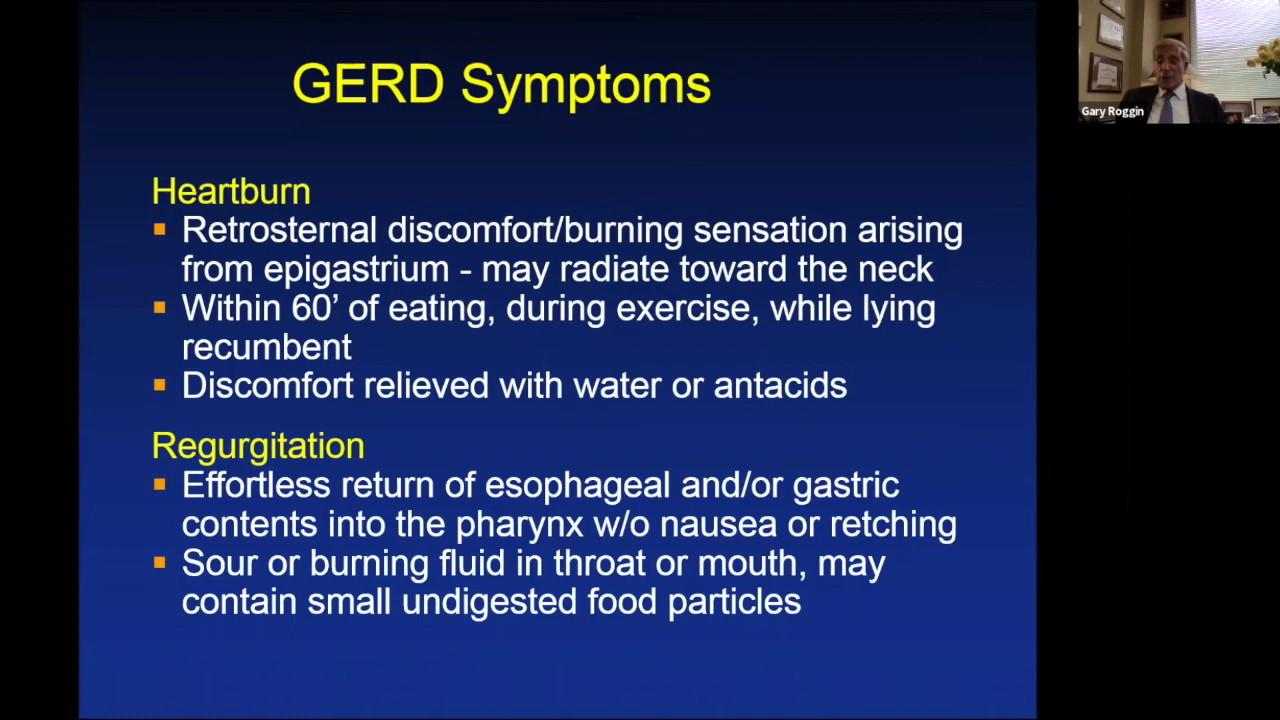 GERD Symptoms
Heartburn
Retrosternal discomfort/burning sensation arising
from epigastrium - may radiate toward the neck
Within 60’ of eating, during exercise, while lying
recumbent
Discomfort relieved with water or antacids
Regurgitation
Effortless return of esophageal and/or gastric
contents into the pharynx w/o nausea or retching
Sour or burning fluid in throat or mouth, may
contain small undigested food particles
Gary Roggin